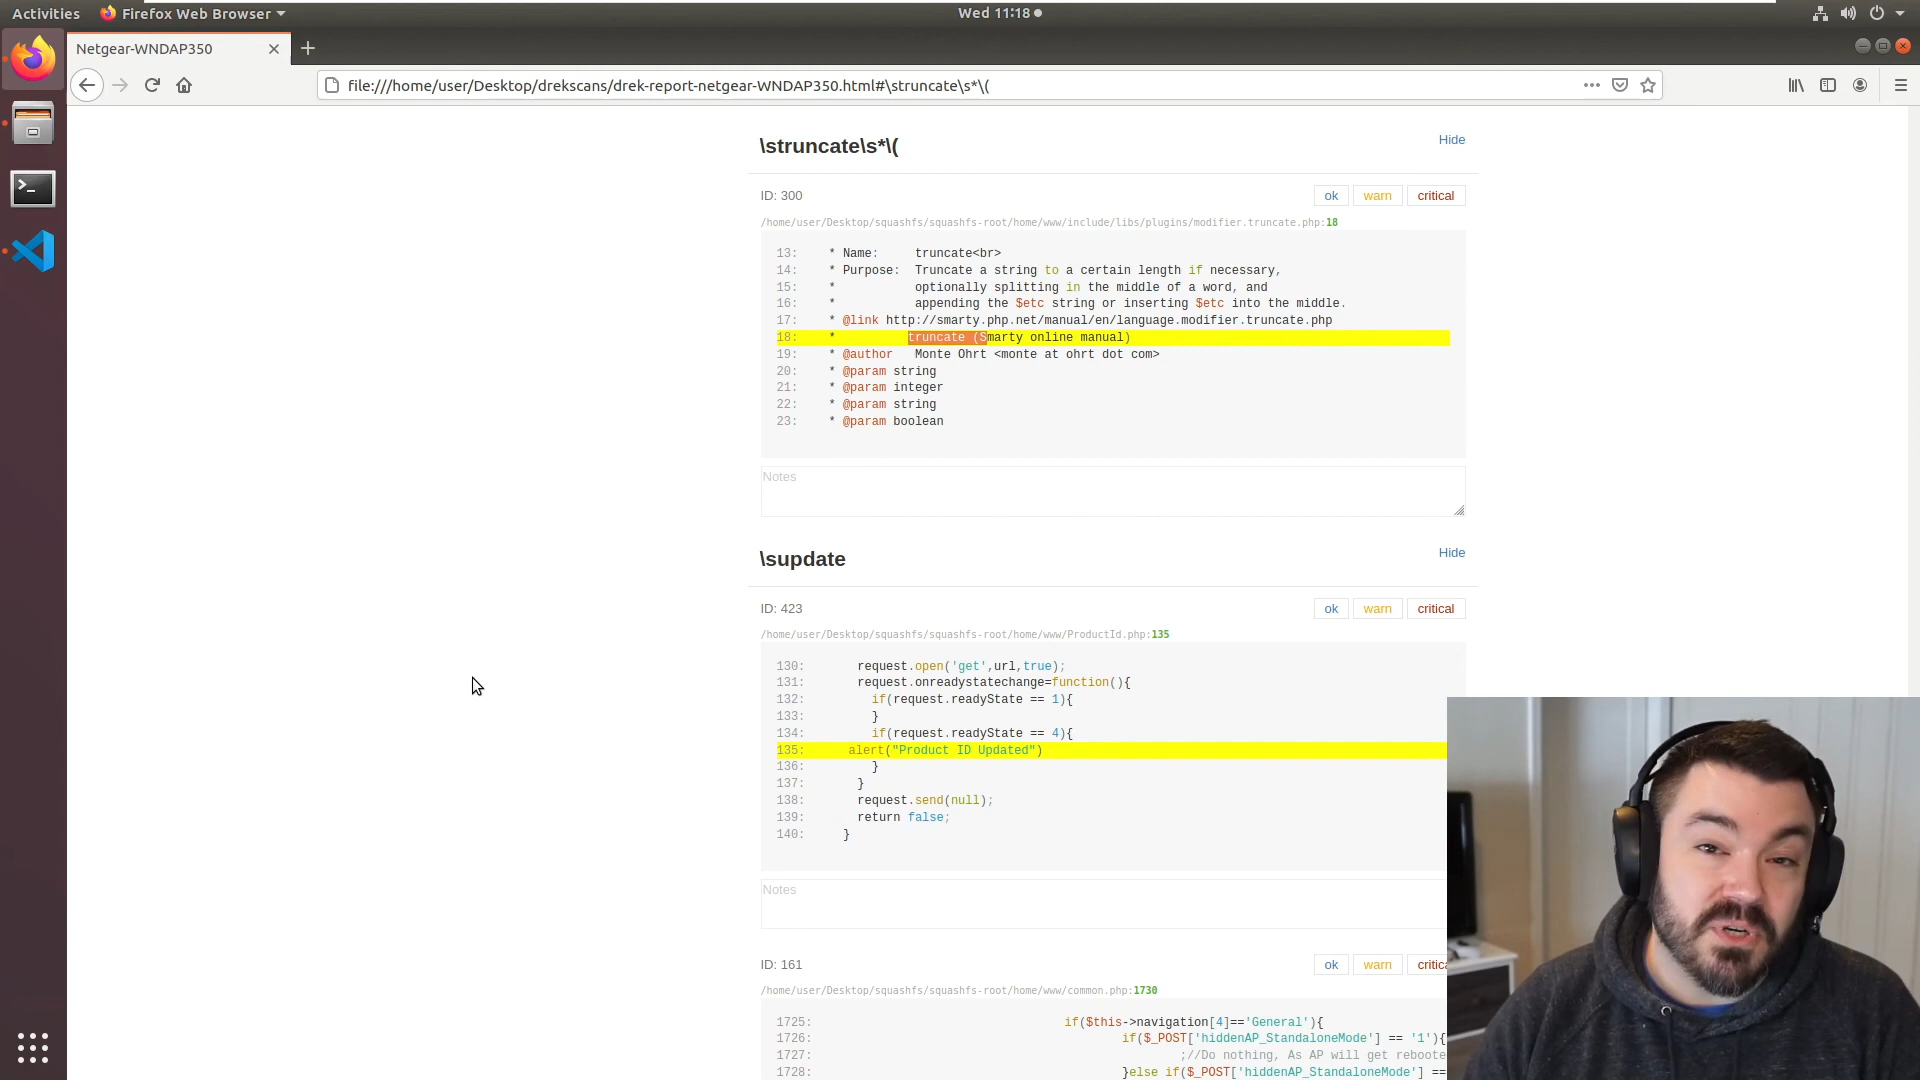 Activities
Firefox Web Browser
Wed 11:18
Netgear-WNDAP350
file:///home/user/Desktop/drekscans/drek-report-netgear-WNDAP350.html#\struncate\s*\(
\struncate\s*\(
Hide
ID: 300
ok
warn
critical
/home/user/Desktop/squashfs/squashfs-root/home/www/include/libs/plugins/modifier.truncate.php:18
13: * Name: truncate<br>
14: * Purpose: Truncate a string to a certain length if necessary,
15: * optionally splitting in the middle of a word, and
16: * appending the $etc string or inserting $etc into the middle.
17: * @link http://smarty.php.net/manual/en/language.modifier.truncate.php
18: * truncate (Smarty online manual)
19: * @author Monte Ohrt <monte at ohrt dot com>
20: * @param string
21: * @param integer
22: * @param string
23: * @param boolean
Notes
\supdate
Hide
ID: 423
ok
warn
critical
/home/user/Desktop/squashfs/squashfs-root/home/www/ProductId.php:135
130: request.open('get',url,true);
131: request.onreadystatechange=function(){
132: if(request.readyState == 1){
133: }
134: if(request.readyState == 4){
135: alert("Product ID Updated")
136: }
137: }
138: request.send(null);
139: return false;
140: }
Notes
ID: 161
ok
warn
critica
/home/user/Desktop/squashfs/squashfs-root/home/www/common.php:1730
1725: if($this->navigation[4]=='General'){
1726: if($_POST['hiddenAP_StandaloneMode'] == '1'){
1727: ;//Do nothing, As AP will get reboote
1728: }else if($_POST['hiddenAP_StandaloneMode'] ==